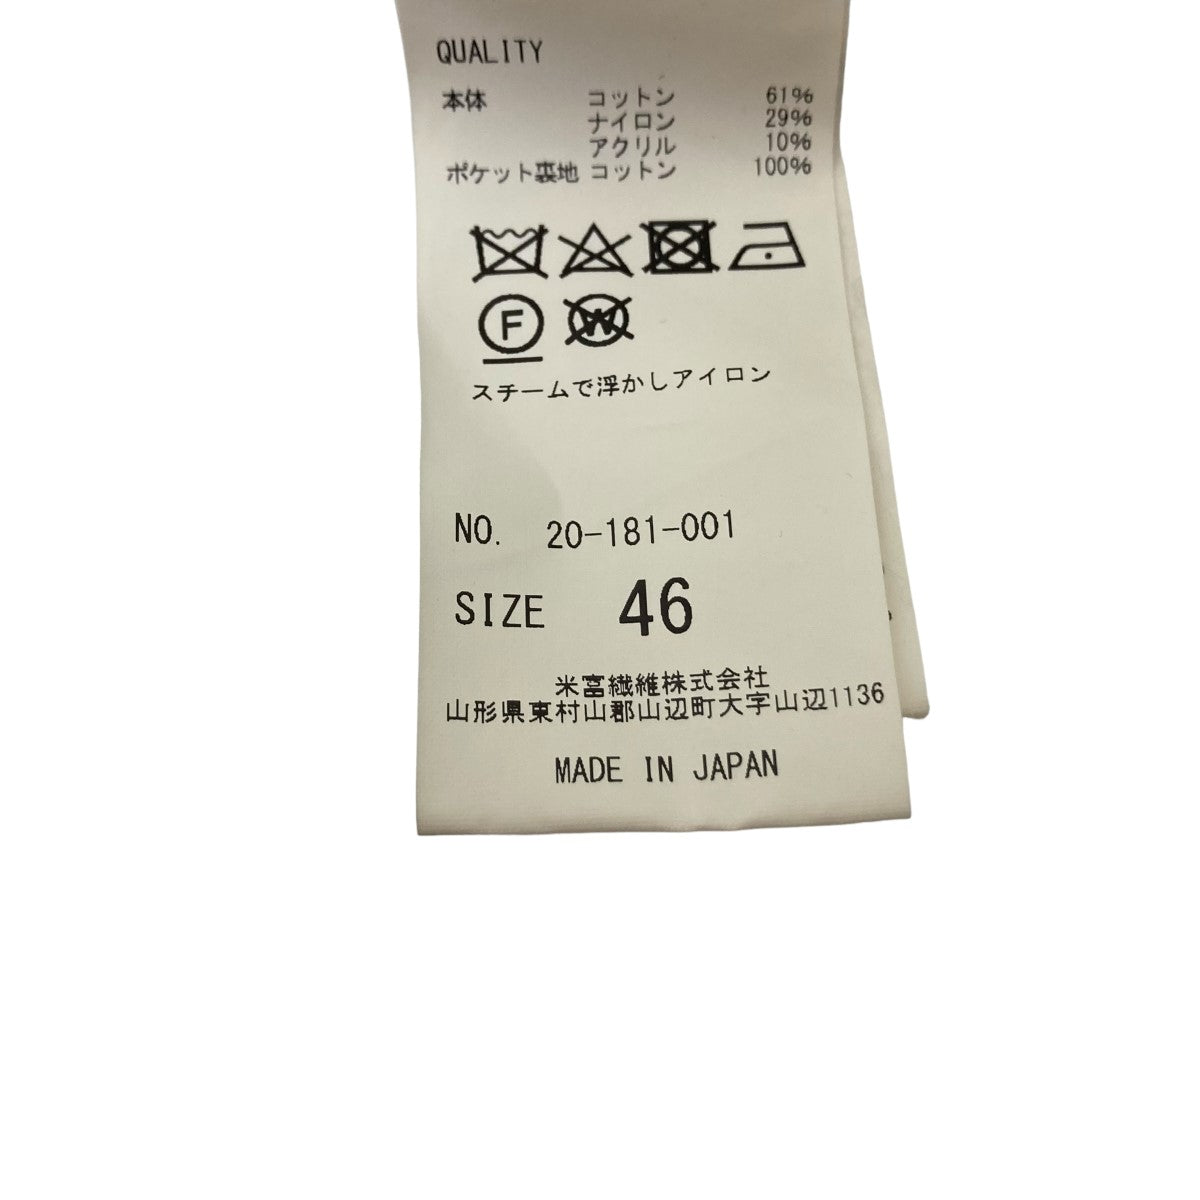 QUALITY
本体 コットン 61%
ナイロン 29%
アクリル 10%
ポケット裏地 コットン 100%
F W
スチームで浮かしアイロン
NO. 20-181-001
SIZE 46
米富繊維株式会社
山形県東村山郡山辺町大字山辺1136
MADE IN JAPAN